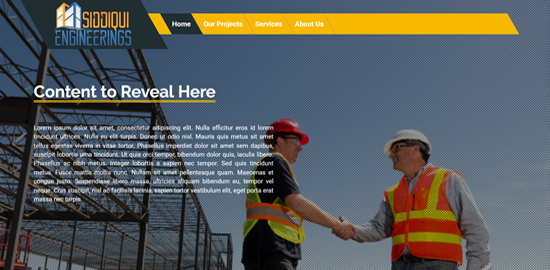 SIDDIQUI
ENGINEERINGS
Home Our Projects Services About Us
Content to Reveal Here
Lorem ipsum dolor sit amet, consectetur adipiscing elit. Nulla efficitur eros id lorem
tincidunt ultrices. Nulla eu elit turpis. Donec ut odio nisl. Mauris quis metus sit amet
tellus egestas viverra in vitae tortor. Phasellus imperdiet dolor sit amet sem dapibus,
suscipit lobortis urna tincidunt. Ut quis orci tempor, bibendum dolor quis, iaculis libero.
Phasellus ac nibh metus. Integer lobortis a sapien nec tempor. Sed quis tincidunt
metus. Fusce mattis mollis nunc. Nullam sit amet pellentesque quam. Maecenas et
congue justo. Suspendisse libero massa, ultricies aliquam bibendum eu, tempor vel
neque. Cras suscipit, nisl ac facilisis lacinia, sapien tortor vestibulum elit, eget porta erat
massa nec turpis.